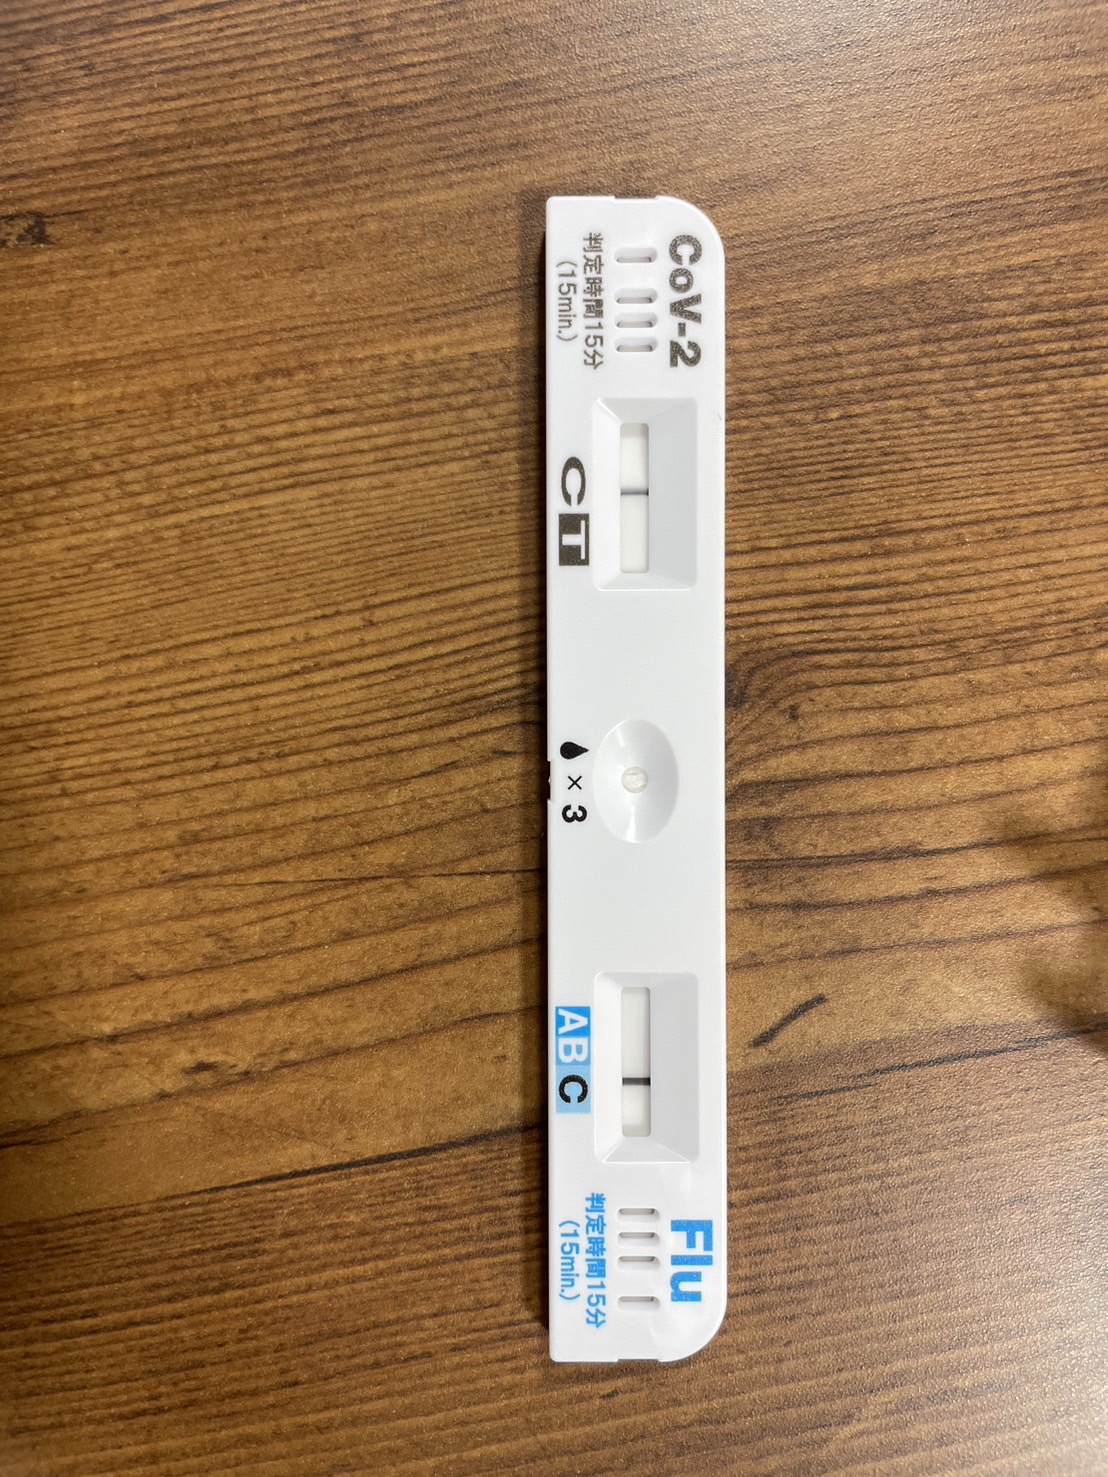 CoV-2
判定時間15分
(15min.)
C T
× 3
A B C
Flu
判定時間15分
(15min.)